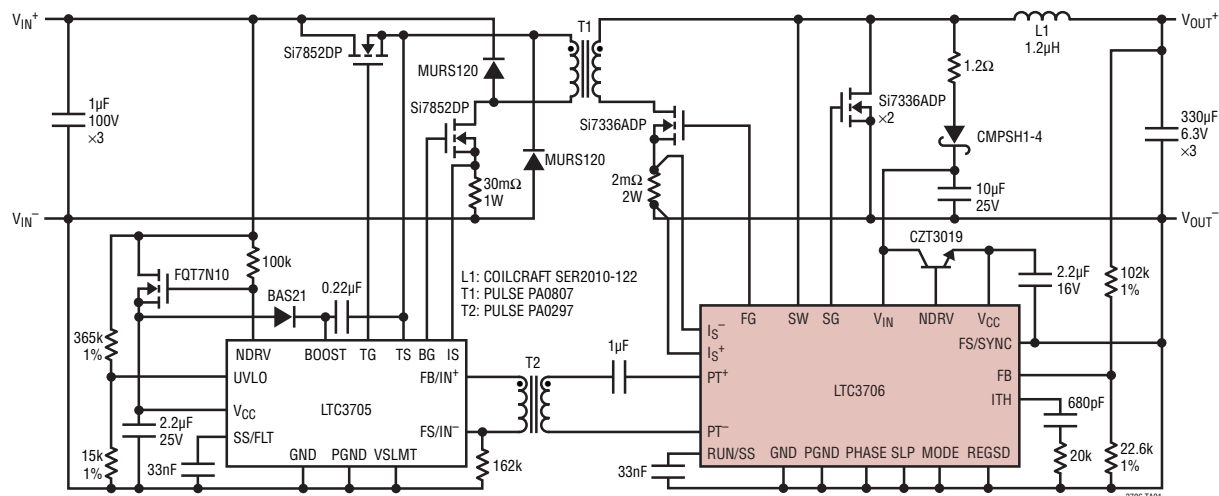 VIN+
T1
VOUT+
L1
1.2µH
Si7852DP
MURS120
1.2Ω
1µF
100V
×3
Si7852DP
Si7336ADP
Si7336ADP
×2
330µF
6.3V
×3
MURS120
CMPSH1-4
30mΩ
1W
2mΩ
2W
10µF
25V
VIN–
VOUT–
CZT3019
FQT7N10
100k
L1: COILCRAFT SER2010-122
T1: PULSE PA0807
T2: PULSE PA0297
BAS21
0.22µF
2.2µF
16V
102k
1%
365k
1%
NDRV
BOOST
TG
TS
BG
IS
FG
SW
SG
VIN
NDRV
VCC
IS–
IS+
FS/SYNC
UVLO
FB/IN+
T2
1µF
PT+
FB
LTC3705
LTC3706
ITH
680pF
VCC
2.2µF
25V
SS/FLT
FS/IN–
PT–
15k
1%
33nF
GND
PGND
VSLMT
162k
33nF
RUN/SS
GND
PGND
PHASE
SLP
MODE
REGSD
20k
22.6k
1%
3706 TA01